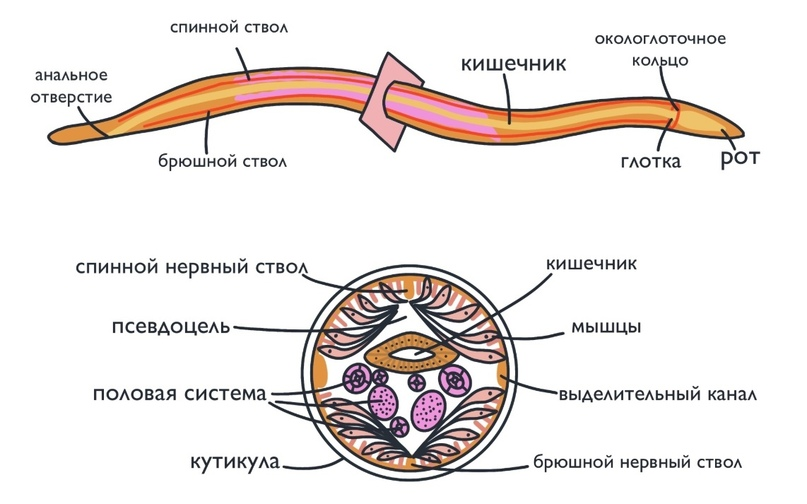 спинной ствол
окологлоточное
кольцо
кишечник
анальное
отверстие
брюшной ствол
глотка
рот
спинной нервный ствол
кишечник
псевдоцель
мышцы
половая система
выделительный канал
кутикула
брюшной нервный ствол